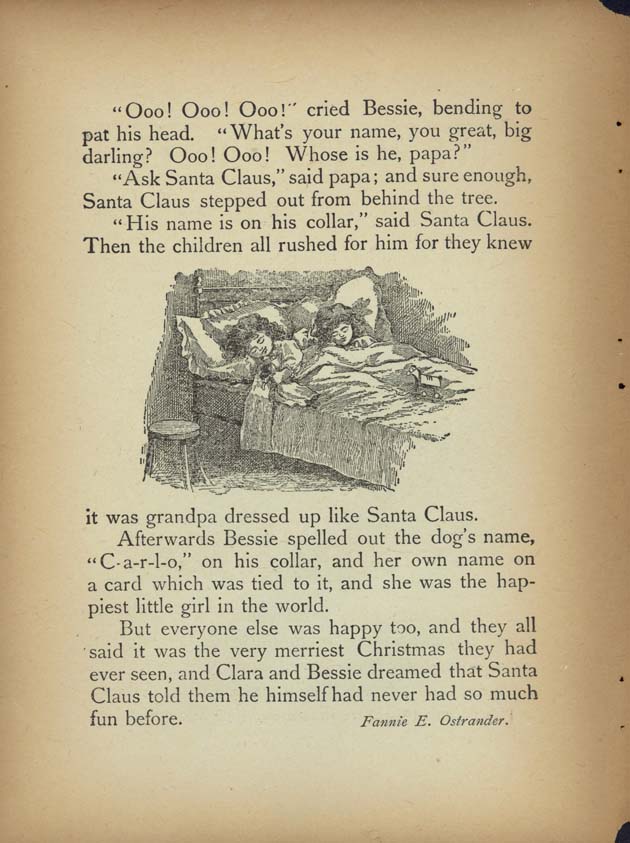 “Ooo! Ooo! Ooo!” cried Bessie, bending to
pat his head. “What's your name, you great, big
darling? Ooo! Ooo! Whose is he, papa?”
“Ask Santa Claus,” said papa; and sure enough,
Santa Claus stepped out from behind the tree.
“His name is on his collar,” said Santa Claus.
Then the children all rushed for him for they knew
it was grandpa dressed up like Santa Claus.
Afterwards Bessie spelled out the dog's name,
“C-a-r-l-o,” on his collar, and her own name on
a card which was tied to it, and she was the hap-
piest little girl in the world.
But everyone else was happy too, and they all
said it was the very merriest Christmas they had
ever seen, and Clara and Bessie dreamed that Santa
Claus told them he himself had never had so much
fun before. Fannie E. Ostrander.